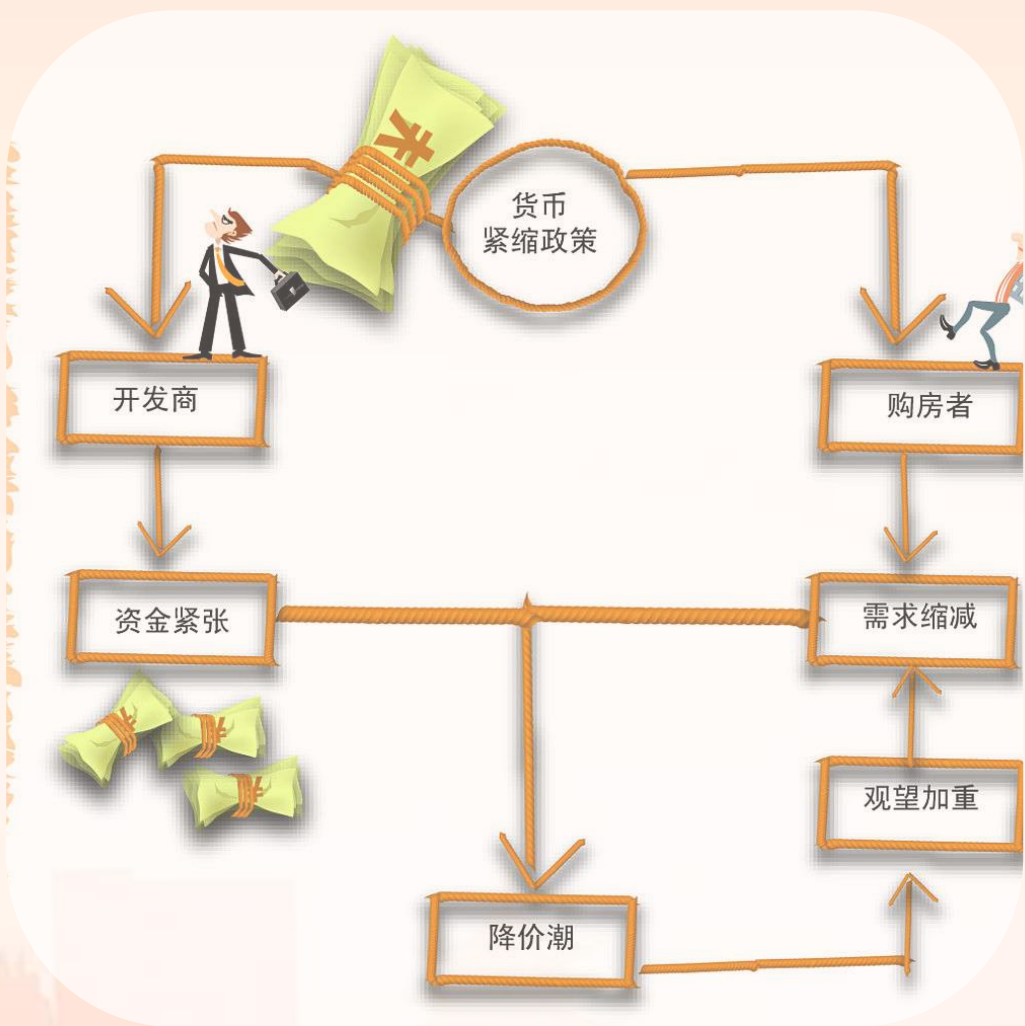 货币
紧缩政策
开发商
购房者
资金紧张
需求缩减
观望加重
降价潮